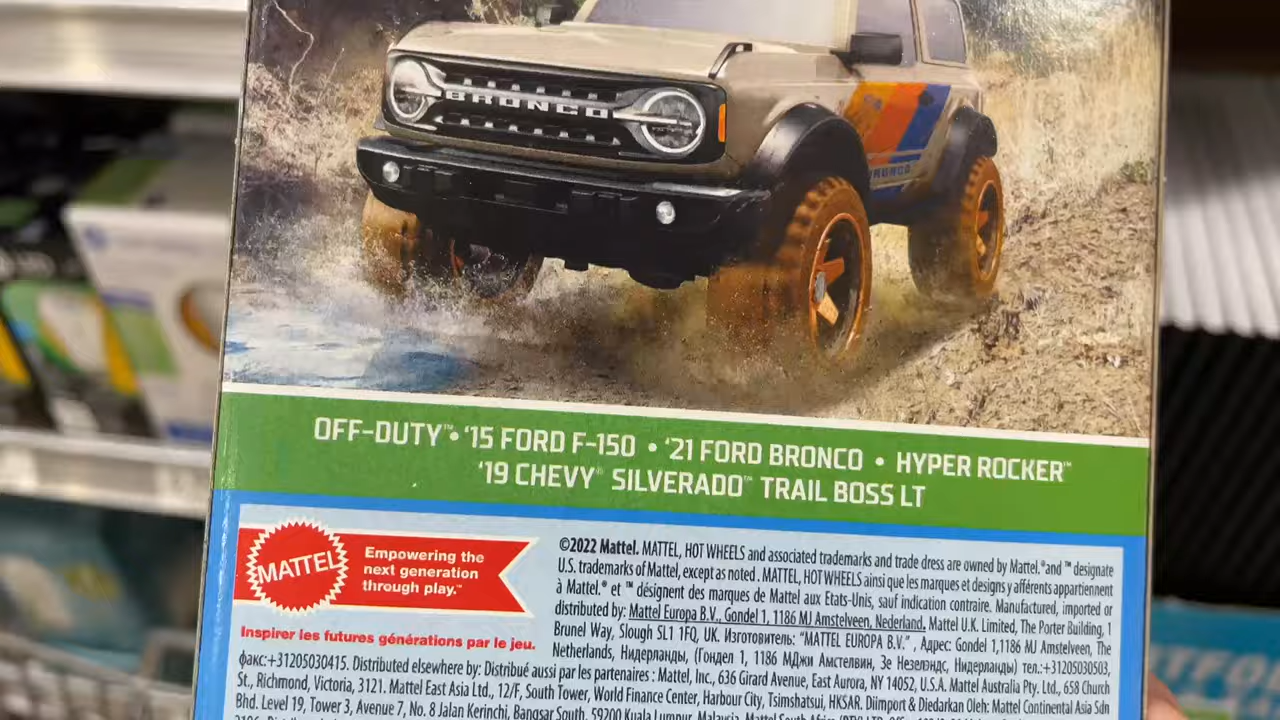 BRONCO
BRONCO
OFF-DUTY™ • ‘15 FORD F-150 • ‘21 FORD BRONCO • HYPER ROCKER™
‘19 CHEVY® SILVERADO™ TRAIL BOSS LT
MATTEL
Empowering the
next generation
through play.™
Inspirer les futures générations par le jeu.
©2022 Mattel. MATTEL, HOT WHEELS and associated trademarks and trade dress are owned by Mattel.® and ™ designate
U.S. trademarks of Mattel, except as noted . MATTEL, HOT WHEELS ainsi que les marques et designs y afférents appartiennent
à Mattel.® et ™ désignent des marques de Mattel aux Etats-Unis, sauf indication contraire. Manufactured, imported or
distributed by: Mattel Europa B.V., Gondel 1, 1186 MJ Amstelveen, Nederland. Mattel U.K. Limited, The Porter Building, 1
Brunel Way, Slough SL1 1FQ, UK. Изготовитель: “MATTEL EUROPA B.V.” , Адрес: Gondel 1,1186 MJ Amstelveen, The
Netherlands, Нидерланды, (Гондел 1, 1186 МДжи Амстелвин, Зе Незелэндс, Нидерланды) тел.:+31205030503,
факс:+31205030415. Distributed elsewhere by: Distribué aussi par les partenaires : Mattel, Inc., 636 Girard Avenue, East Aurora, NY 14052, U.S.A. Mattel Australia Pty. Ltd., 658 Church
St., Richmond, Victoria, 3121. Mattel East Asia Ltd., 12/F, South Tower, World Finance Center, Harbour City, Tsimshatsui, HKSAR. Diimport & Diedarkan Oleh: Mattel Continental Asia Sdn
Bhd. Level 19, Tower 3, Avenue 7, No. 8 Jalan Kerinchi, Bangsar South, 59200 Kuala Lumpur, Malaysia. Mattel South Africa (PTY) LTD